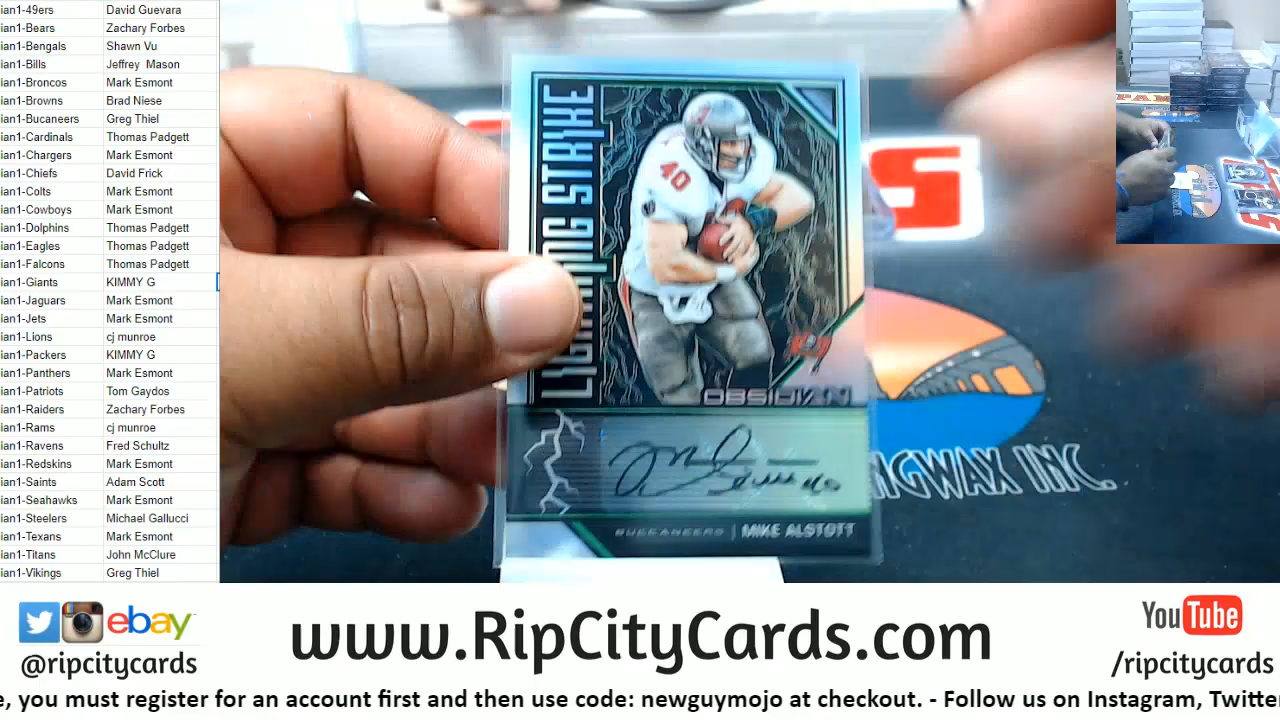 ian1-49ers David Guevara
ian1-Bears Zachary Forbes
ian1-Bengals Shawn Vu
ian1-Bills Jeffrey Mason
ian1-Broncos Mark Esmont
ian1-Browns Brad Niese
ian1-Bucaneers Greg Thiel
ian1-Cardinals Thomas Padgett
ian1-Chargers Mark Esmont
ian1-Chiefs David Frick
ian1-Colts Mark Esmont
ian1-Cowboys Mark Esmont
ian1-Dolphins Thomas Padgett
ian1-Eagles Thomas Padgett
ian1-Falcons Thomas Padgett
ian1-Giants KIMMY G
ian1-Jaguars Mark Esmont
ian1-Jets Mark Esmont
ian1-Lions cj munroe
ian1-Packers KIMMY G
ian1-Panthers Mark Esmont
ian1-Patriots Tom Gaydos
ian1-Raiders Zachary Forbes
ian1-Rams cj munroe
ian1-Ravens Fred Schultz
ian1-Redskins Mark Esmont
ian1-Saints Adam Scott
ian1-Seahawks Mark Esmont
ian1-Steelers Michael Gallucci
ian1-Texans Mark Esmont
ian1-Titans John McClure
ian1-Vikings Greg Thiel
LIGHTNING STRIKE
40
OBSIDIAN
BUCCANEERS | MIKE ALSTOTT
S
NGWAX INC.
ebay
@ripcitycards
www.RipCityCards.com
YouTube
/ripcitycards
e, you must register for an account first and then use code: newguymojo at checkout. - Follow us on Instagram, Twitte